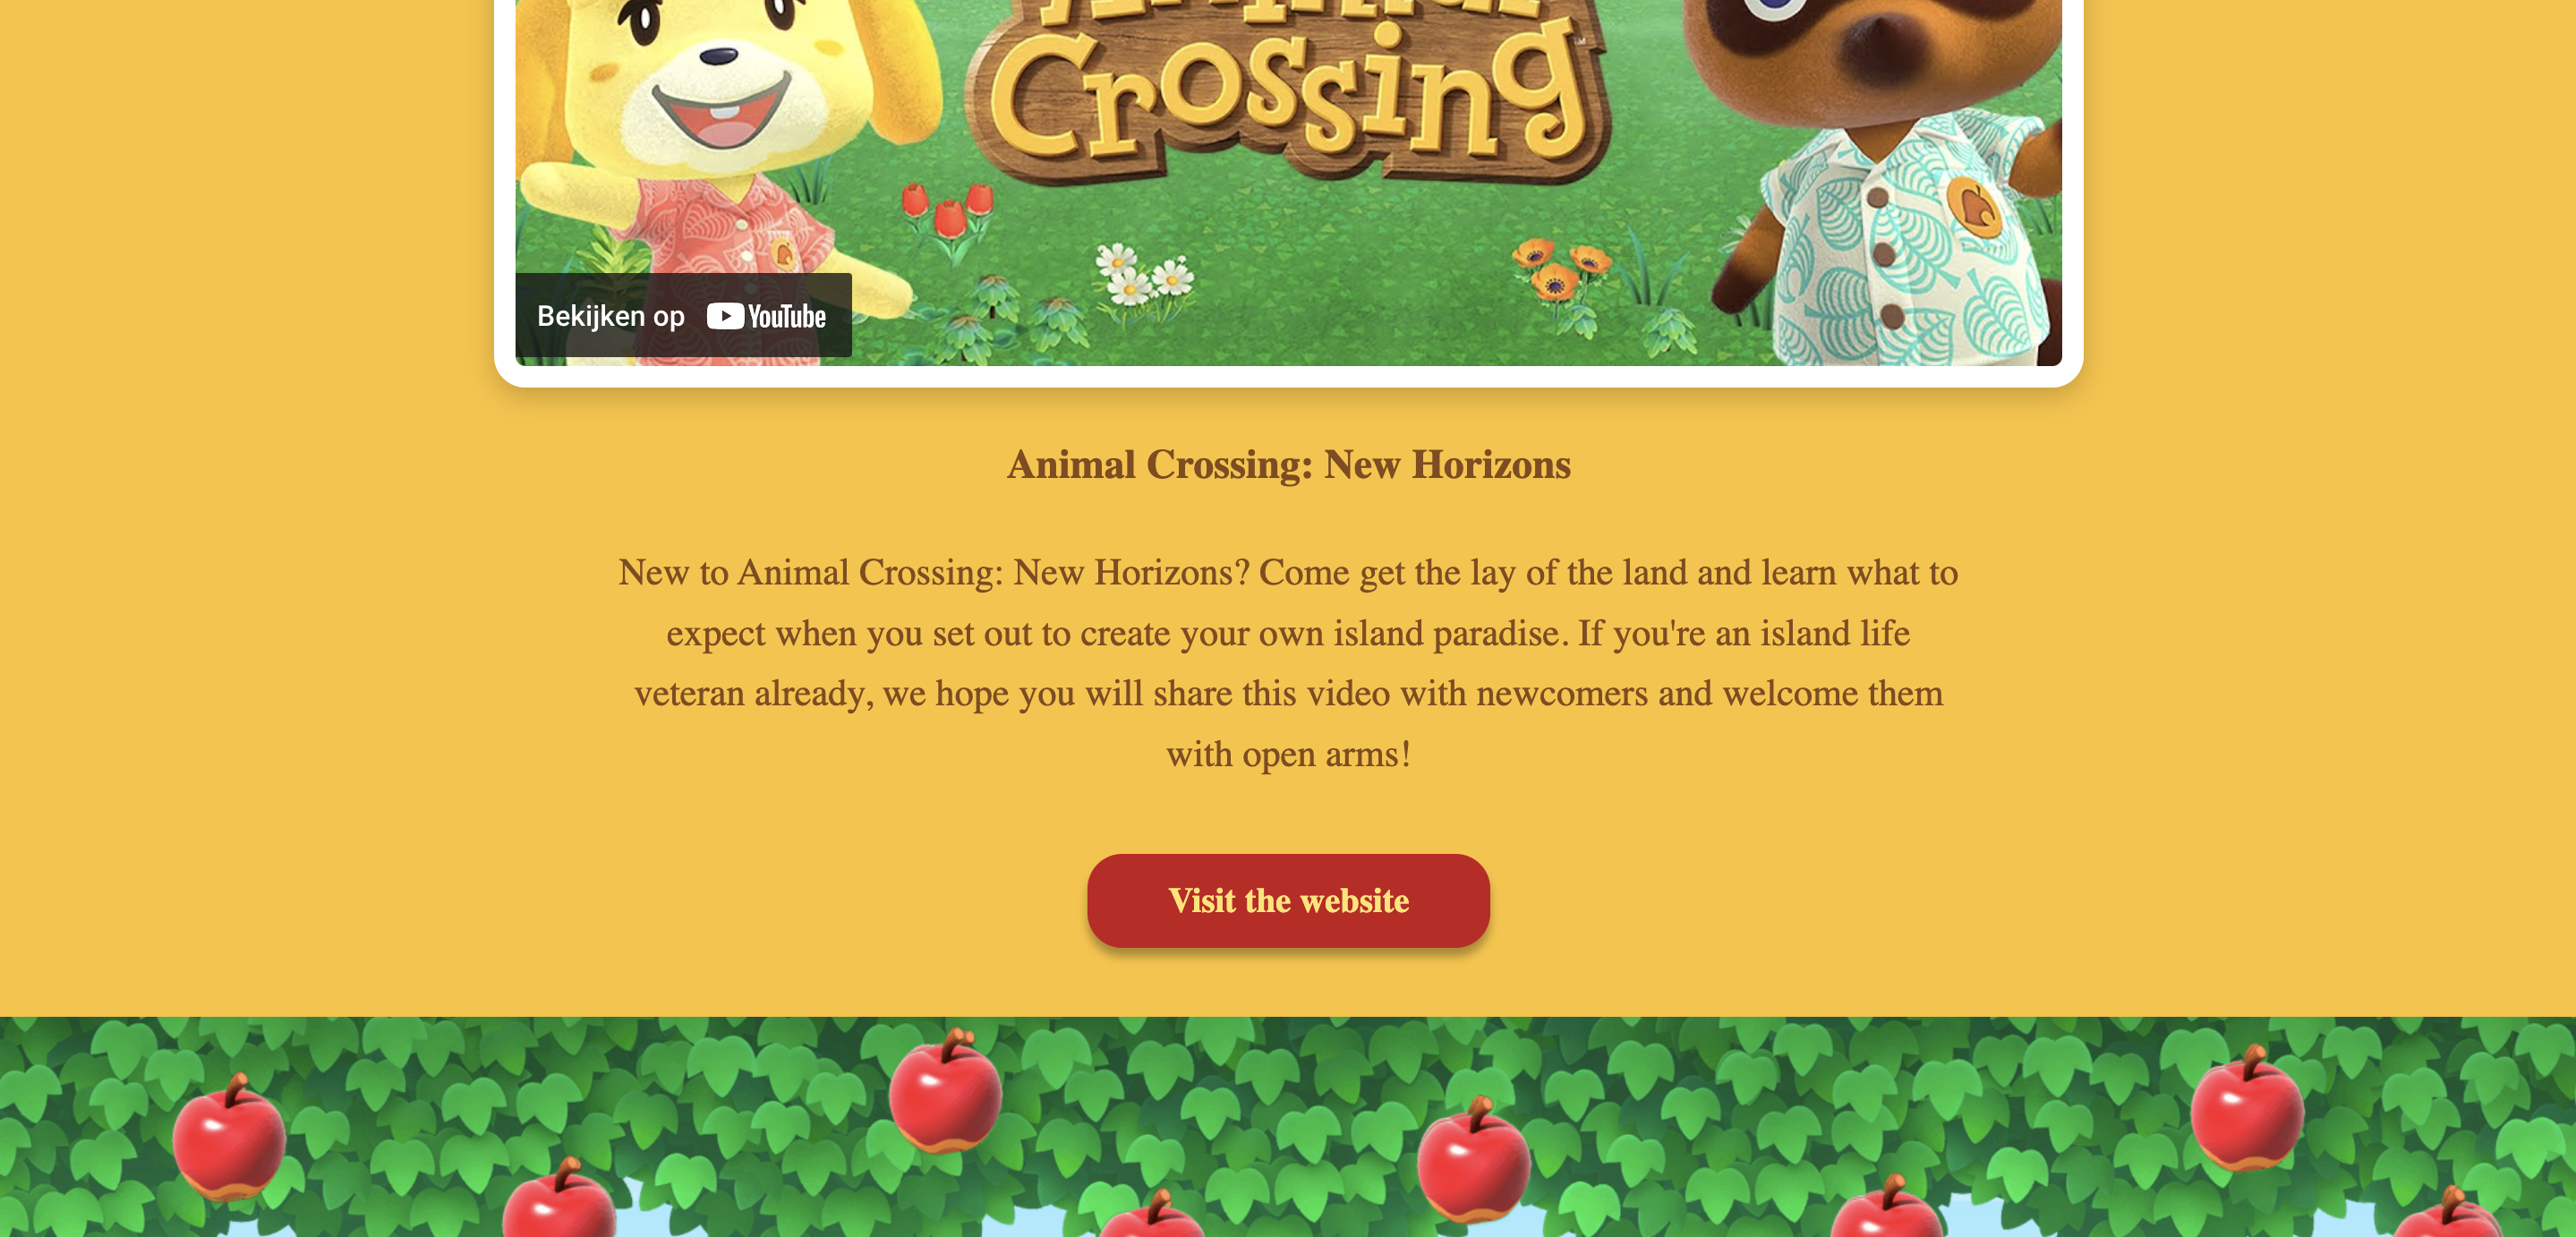 Animal
Crossing
TM
Bekijken op YouTube
Animal Crossing: New Horizons
New to Animal Crossing: New Horizons? Come get the lay of the land and learn what to
expect when you set out to create your own island paradise. If you're an island life
veteran already, we hope you will share this video with newcomers and welcome them
with open arms!
Visit the website